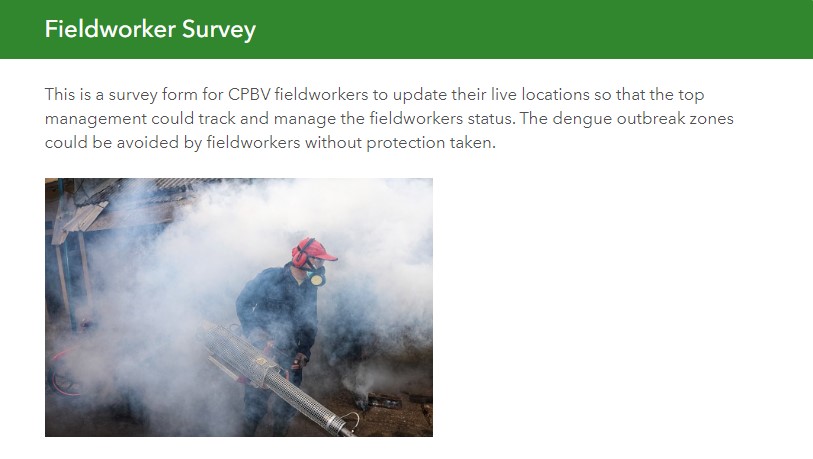 Fieldworker Survey
This is a survey form for CPBV fieldworkers to update their live locations so that the top
management could track and manage the fieldworkers status. The dengue outbreak zones
could be avoided by fieldworkers without protection taken.